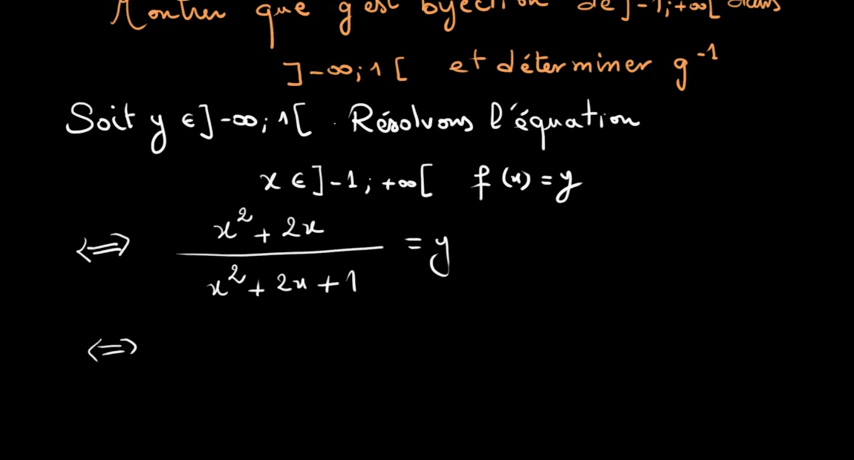 Montrer que g est bijection de ]-1;+∞[ dans
]-∞;1[ et déterminer g⁻¹
Soit y ∈ ]-∞;1[. Résolvons l'équation
x ∈ ]-1;+∞[ f(x)=y
⟺ (x²+2x)/(x²+2x+1) = y
⟺